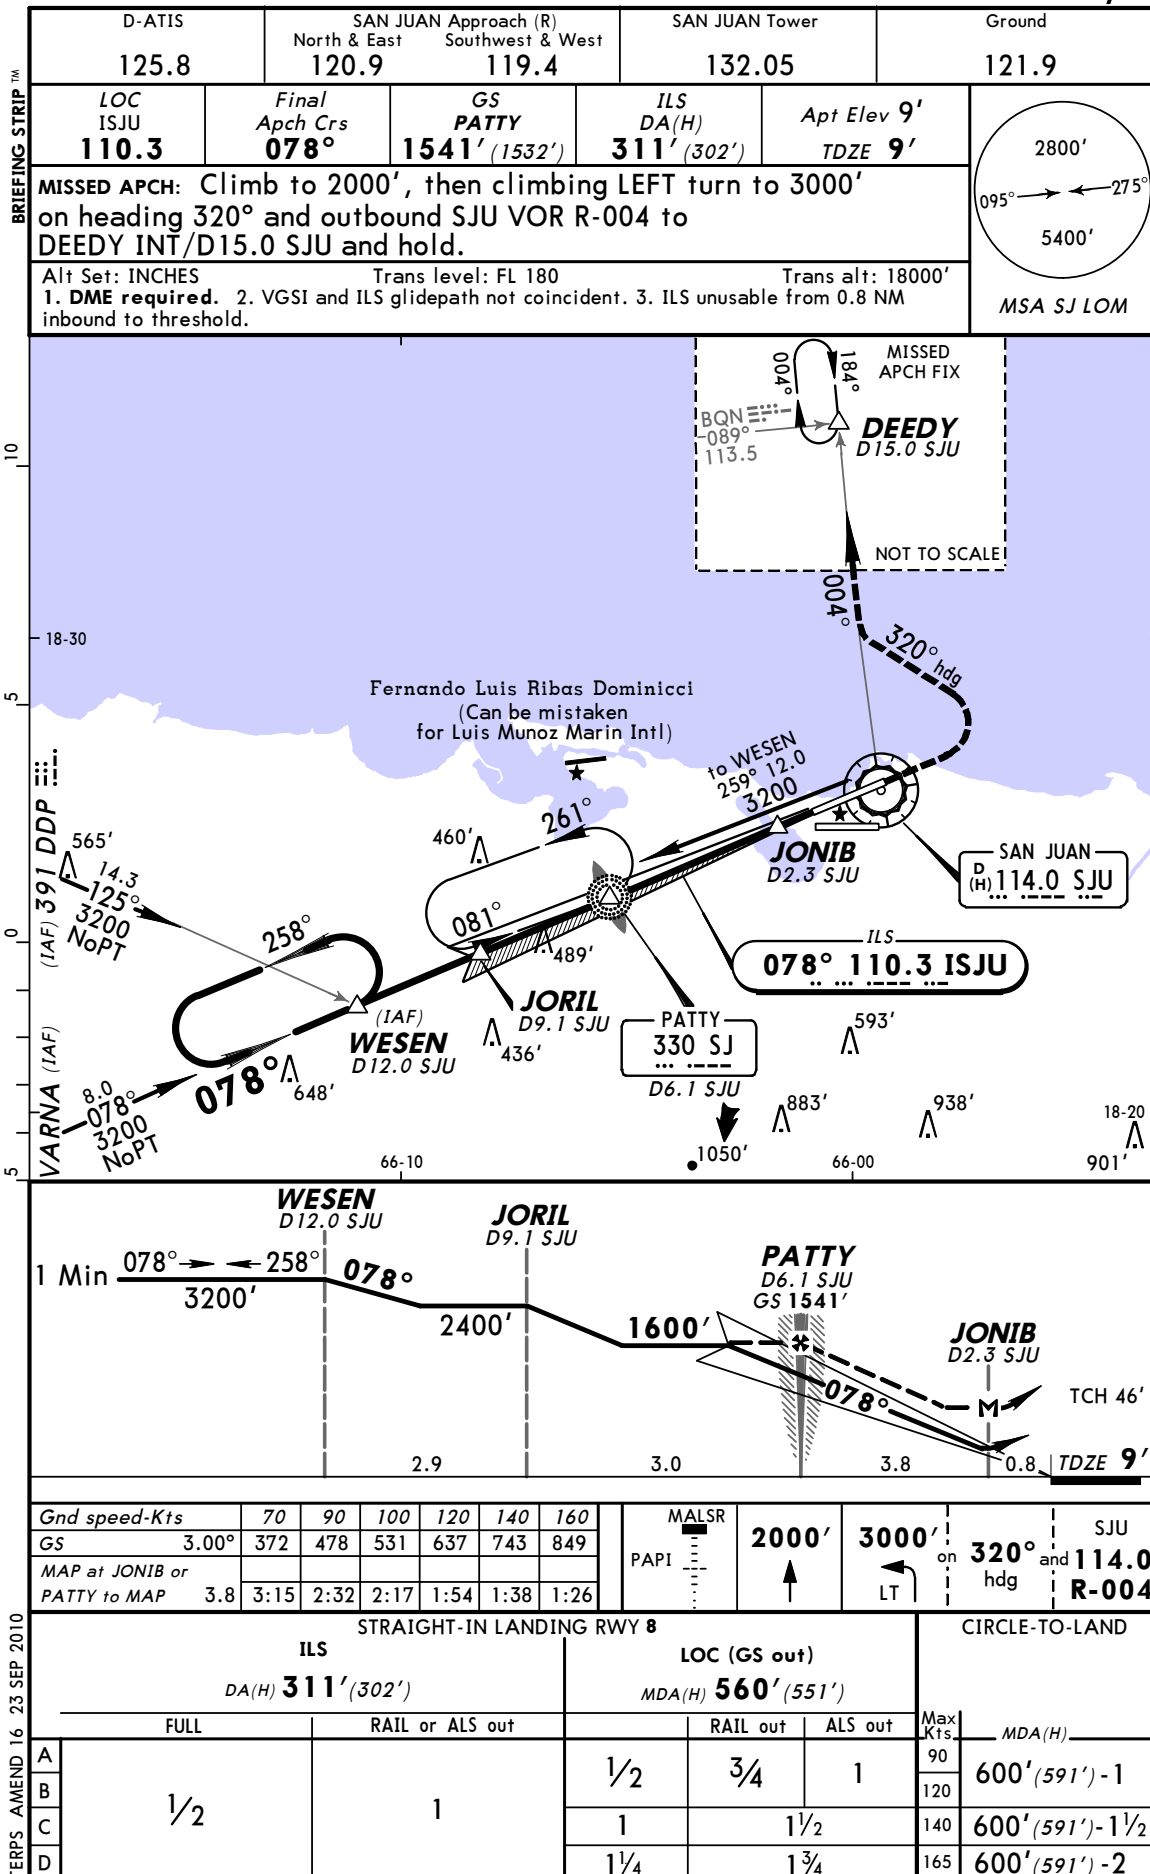 D-ATIS
125.8
SAN JUAN Approach (R)
North & East Southwest & West
120.9 119.4
SAN JUAN Tower
132.05
Ground
121.9
BRIEFING STRIP TM
LOC
ISJU
110.3
Final
Apch Crs
078°
GS
PATTY
1541' (1532')
ILS
DA(H)
311' (302')
Apt Elev 9'
TDZE 9'
2800'
095° 275°
5400'
MSA SJ LOM
MISSED APCH: Climb to 2000', then climbing LEFT turn to 3000'
on heading 320° and outbound SJU VOR R-004 to
DEEDY INT/D15.0 SJU and hold.
Alt Set: INCHES Trans level: FL 180 Trans alt: 18000'
1. DME required. 2. VGSI and ILS glidepath not coincident. 3. ILS unusable from 0.8 NM
inbound to threshold.
MISSED
APCH FIX
004° 184°
BQN
089°
113.5
DEEDY
D15.0 SJU
NOT TO SCALE
10
18-30
004°
320° hdg
5
Fernando Luis Ribas Dominicci
(Can be mistaken
for Luis Munoz Marin Intl)
to WESEN
259° 12.0
3200
261°
460'
JONIB
D2.3 SJU
SAN JUAN
D
(H) 114.0 SJU
(IAF) 391 DDP
565'
14.3
125°
3200
NoPT
0
258°
081°
489'
ILS
078° 110.3 ISJU
JORIL
D9.1 SJU
(IAF)
WESEN
D12.0 SJU
436'
PATTY
330 SJ
D6.1 SJU
593'
VARNA (IAF)
8.0
078°
3200
NoPT
078°
648'
883'
938'
18-20
901'
1050'
5
66-10
66-00
WESEN
D12.0 SJU
JORIL
D9.1 SJU
PATTY
D6.1 SJU
GS 1541'
JONIB
D2.3 SJU
1 Min 078° 258° 078°
3200'
2400'
1600'
078°
M
TCH 46'
2.9 3.0 3.8 0.8 TDZE 9'
Gnd speed-Kts 70 90 100 120 140 160
GS 3.00° 372 478 531 637 743 849
MAP at JONIB or
PATTY to MAP 3.8 3:15 2:32 2:17 1:54 1:38 1:26
MALSR
PAPI
2000'
3000'
LT
on 320° hdg
and SJU 114.0 R-004
TERPS AMEND 16 23 SEP 2010
STRAIGHT-IN LANDING RWY 8
CIRCLE-TO-LAND
ILS
DA(H) 311' (302')
LOC (GS out)
MDA(H) 560' (551')
FULL RAIL or ALS out
RAIL out ALS out
Max
Kts MDA(H)
A
B
C
D
1/2
1
1/2 3/4 1
1 1 1/2
1 1/4 1 3/4
90
120
600' (591') - 1
140 600' (591') - 1 1/2
165 600' (591') - 2